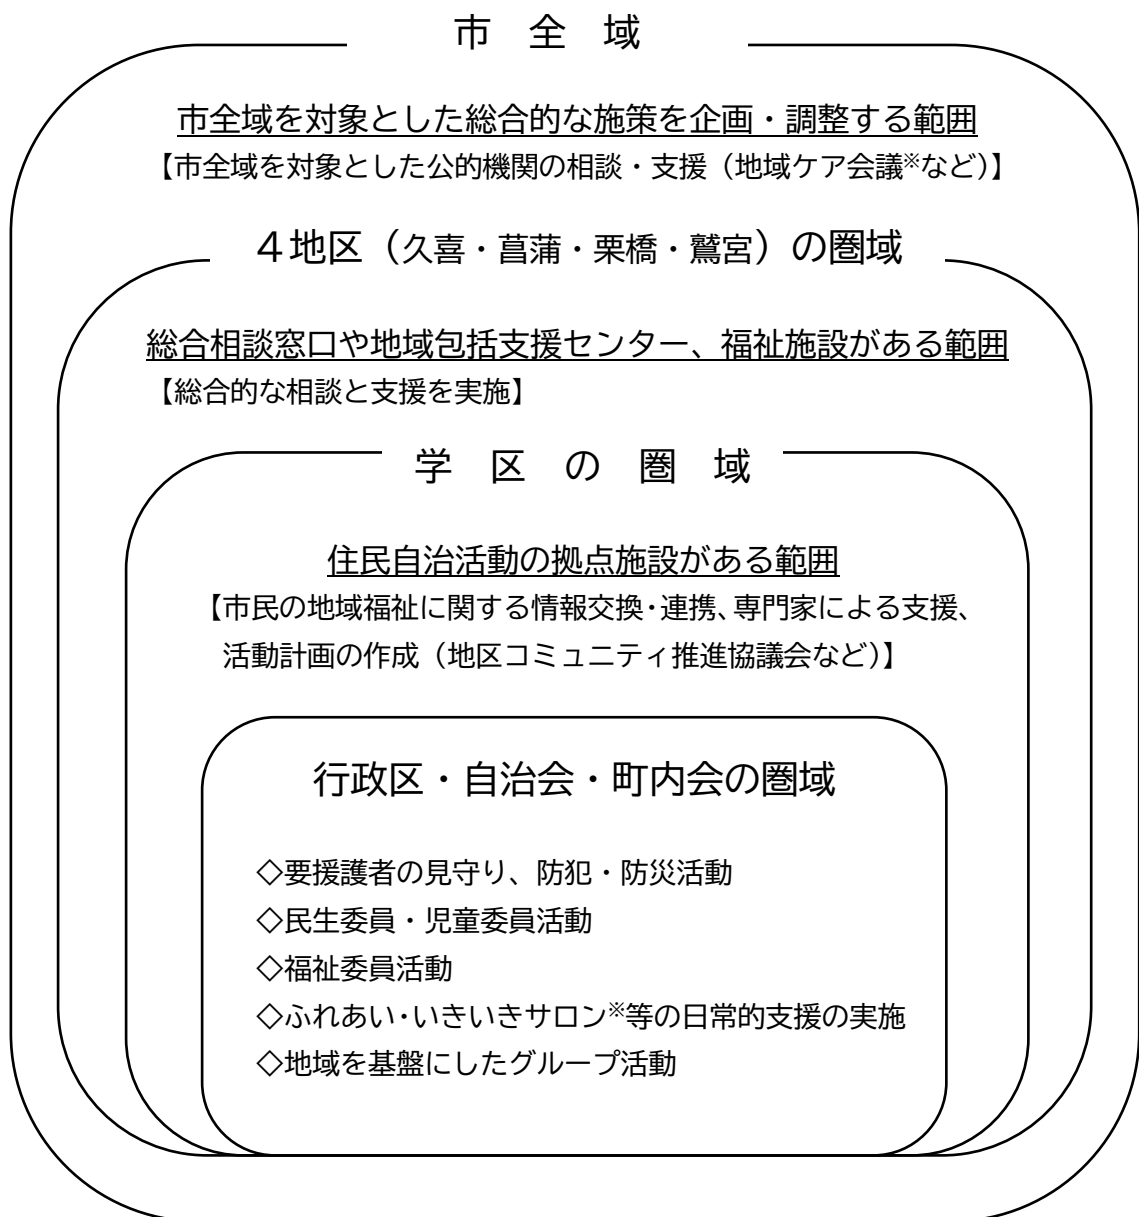 市　全　域
市全域を対象とした総合的な施策を企画・調整する範囲
【市全域を対象とした公的機関の相談・支援（地域ケア会議※など）】
４地区（久喜・菖蒲・栗橋・鷲宮）の圏域
総合相談窓口や地域包括支援センター、福祉施設がある範囲
【総合的な相談と支援を実施】
学　区　の　圏　域
住民自治活動の拠点施設がある範囲
【市民の地域福祉に関する情報交換・連携、専門家による支援、
活動計画の作成（地区コミュニティ推進協議会など）】
行政区・自治会・町内会の圏域
◇要援護者の見守り、防犯・防災活動
◇民生委員・児童委員活動
◇福祉委員活動
◇ふれあい・いきいきサロン※等の日常的支援の実施
◇地域を基盤にしたグループ活動